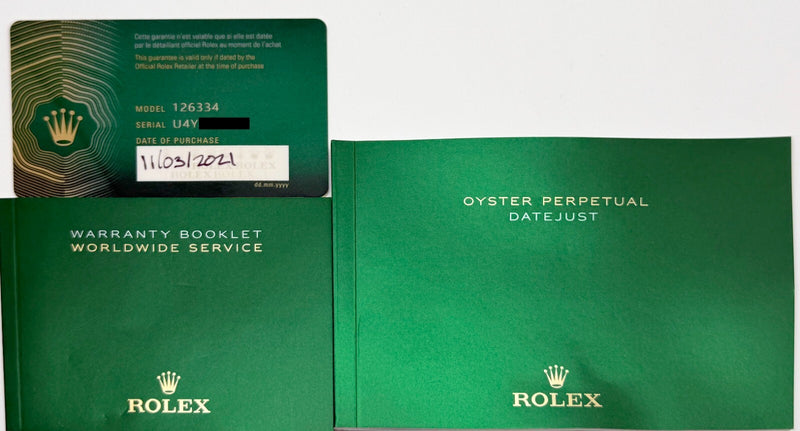 Cette garantie n'est valable que si elle est datée
par le détaillant officiel Rolex au moment de l'achat.
This guarantee is valid only if dated by the
Official Rolex Retailer at the time of purchase
MODEL 126334
SERIAL U4Y
DATE OF PURCHASE
11/03/2021
ROLEX
ROLEX ROLEX
dd.mm.yyyy
WARRANTY BOOKLET
WORLDWIDE SERVICE
ROLEX
OYSTER PERPETUAL
DATEJUST
ROLEX